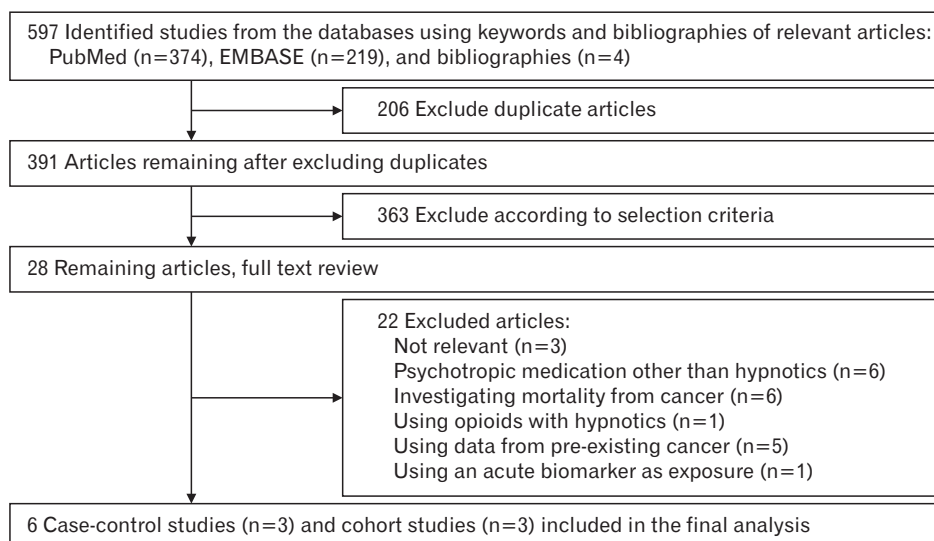 597 Identified studies from the databases using keywords and bibliographies of relevant articles:
PubMed (n=374), EMBASE (n=219), and bibliographies (n=4)
206 Exclude duplicate articles
391 Articles remaining after excluding duplicates
363 Exclude according to selection criteria
28 Remaining articles, full text review
22 Excluded articles:
Not relevant (n=3)
Psychotropic medication other than hypnotics (n=6)
Investigating mortality from cancer (n=6)
Using opioids with hypnotics (n=1)
Using data from pre-existing cancer (n=5)
Using an acute biomarker as exposure (n=1)
6 Case-control studies (n=3) and cohort studies (n=3) included in the final analysis